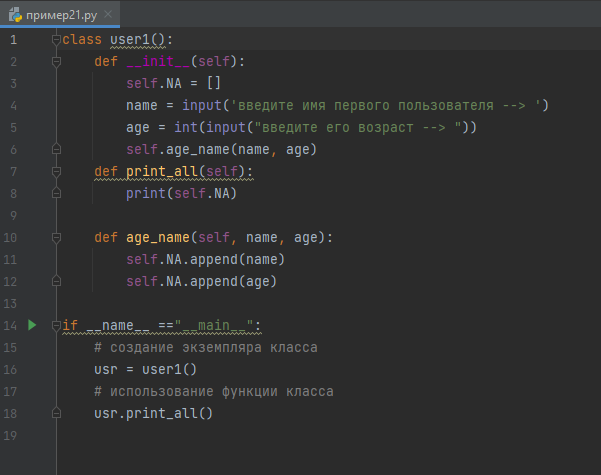 пример21.py
1 class user1():
2     def __init__(self):
3         self.NA = []
4         name = input('введите имя первого пользователя --> ')
5         age = int(input("введите его возраст --> "))
6         self.age_name(name, age)
7     def print_all(self):
8         print(self.NA)
9
10     def age_name(self, name, age):
11         self.NA.append(name)
12         self.NA.append(age)
13
14 if __name__ =="__main__":
15     # создание экземпляра класса
16     usr = user1()
17     # использование функции класса
18     usr.print_all()
19